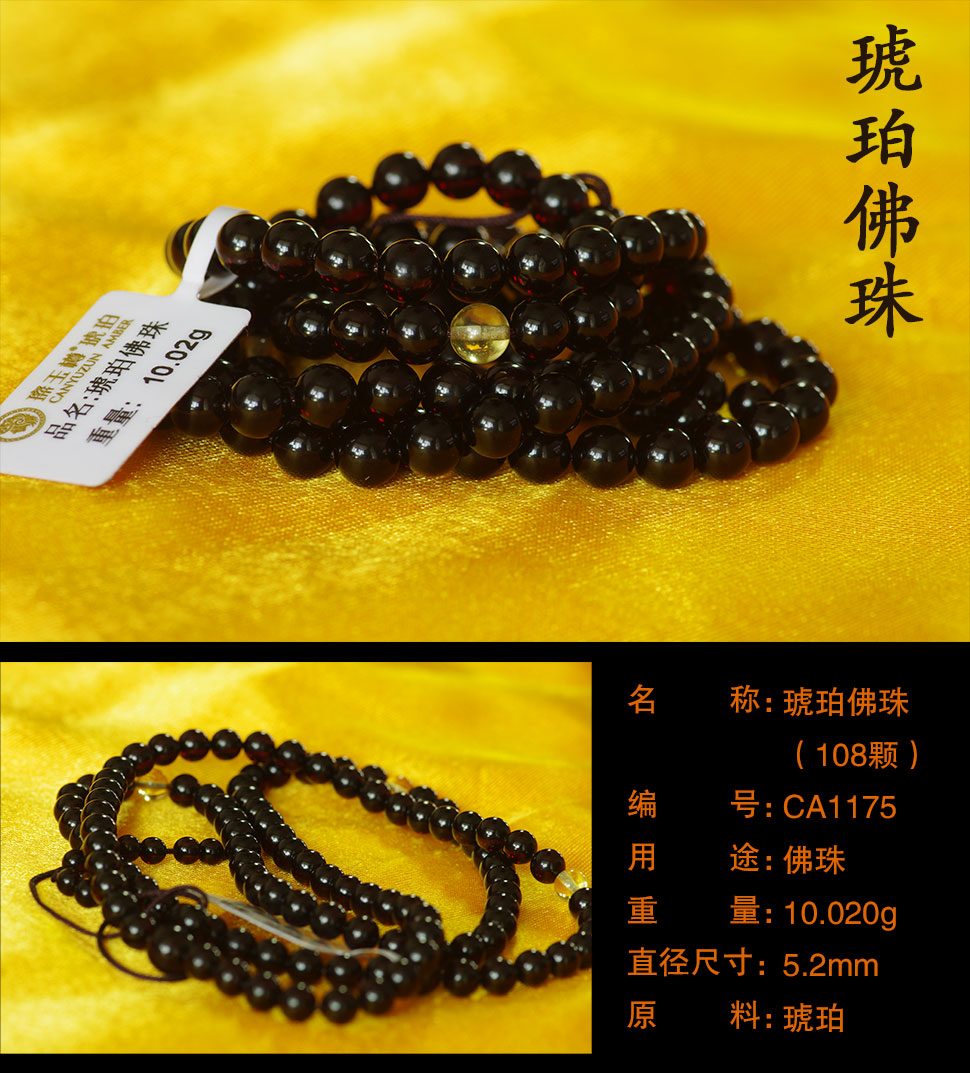 琥珀佛珠
琥珀
CANYUZUN AMBER
品名:琥珀佛珠
重量: 10.02g
名 称：琥珀佛珠
（108颗）
编 号：CA1175
用 途：佛珠
重 量：10.020g
直径尺寸：5.2mm
原 料：琥珀